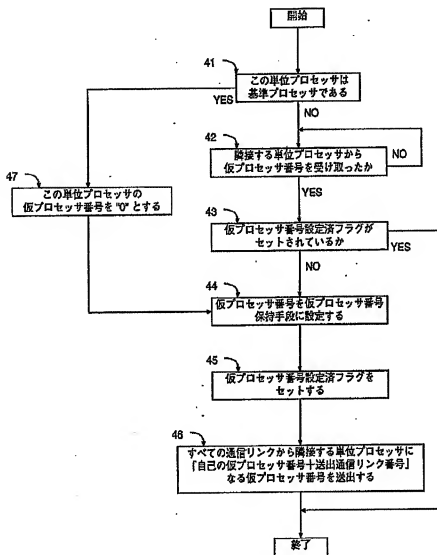 開始
41
この単位プロセッサは
基準プロセッサである
YES
NO
42
隣接する単位プロセッサから
仮プロセッサ番号を受け取ったか
NO
47
この単位プロセッサの
仮プロセッサ番号を "0" とする
YES
43
仮プロセッサ番号設定済フラグが
セットされているか
YES
NO
44
仮プロセッサ番号を仮プロセッサ番号
保持手段に設定する
45
仮プロセッサ番号設定済フラグを
セットする
46
すべての通信リンクから隣接する単位プロセッサに
「自己の仮プロセッサ番号+送出通信リンク番号」
なる仮プロセッサ番号を送出する
終了